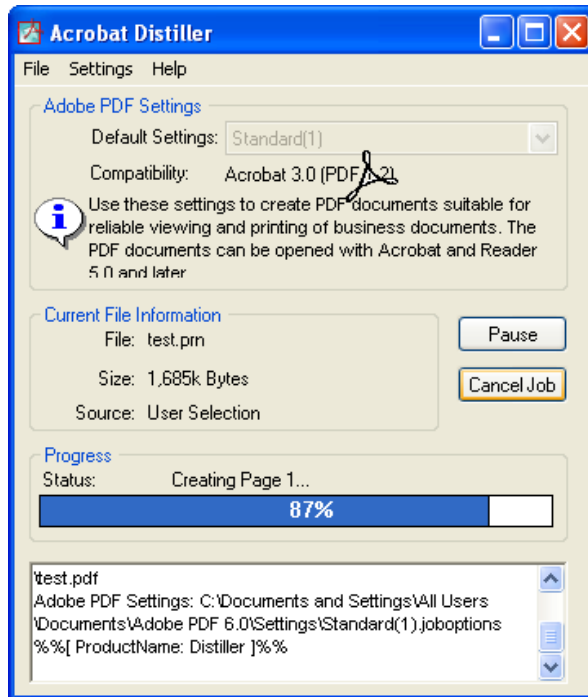 Acrobat Distiller
File Settings Help
Adobe PDF Settings
Default Settings: Standard(1)
Compatibility: Acrobat 3.0 (PDF 1.2)
Use these settings to create PDF documents suitable for
reliable viewing and printing of business documents. The
PDF documents can be opened with Acrobat and Reader
5.0 and later.
Current File Information
File: test.prn
Pause
Size: 1,685k Bytes
Cancel Job
Source: User Selection
Progress
Status: Creating Page 1...
87%
\test.pdf
Adobe PDF Settings: C:\Documents and Settings\All Users
\Documents\Adobe PDF 6.0\Settings\Standard(1).joboptions
%%[ ProductName: Distiller ]%%